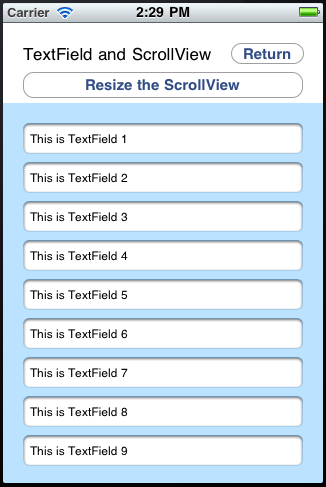 Carrier 2:29 PM
TextField and ScrollView Return
Resize the ScrollView
This is TextField 1
This is TextField 2
This is TextField 3
This is TextField 4
This is TextField 5
This is TextField 6
This is TextField 7
This is TextField 8
This is TextField 9